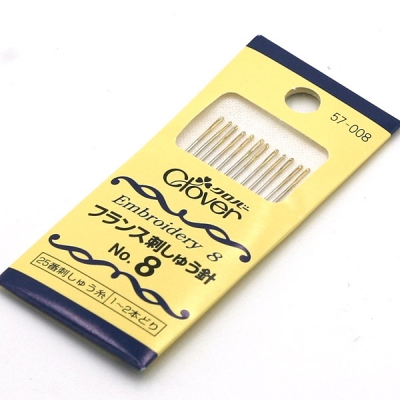 57-008
クロバー
Clover
Embroidery 8
フランス刺しゅう針
No.8
25番刺しゅう糸 1~2本どり